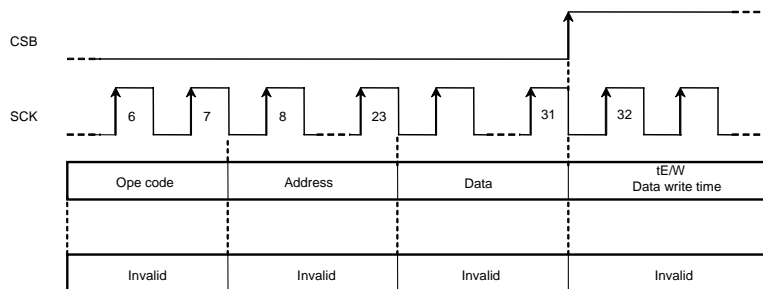 CSB
SCK
6 7 8 23 31 32
Ope code Address Data tE/W
Data write time
Invalid Invalid Invalid Invalid